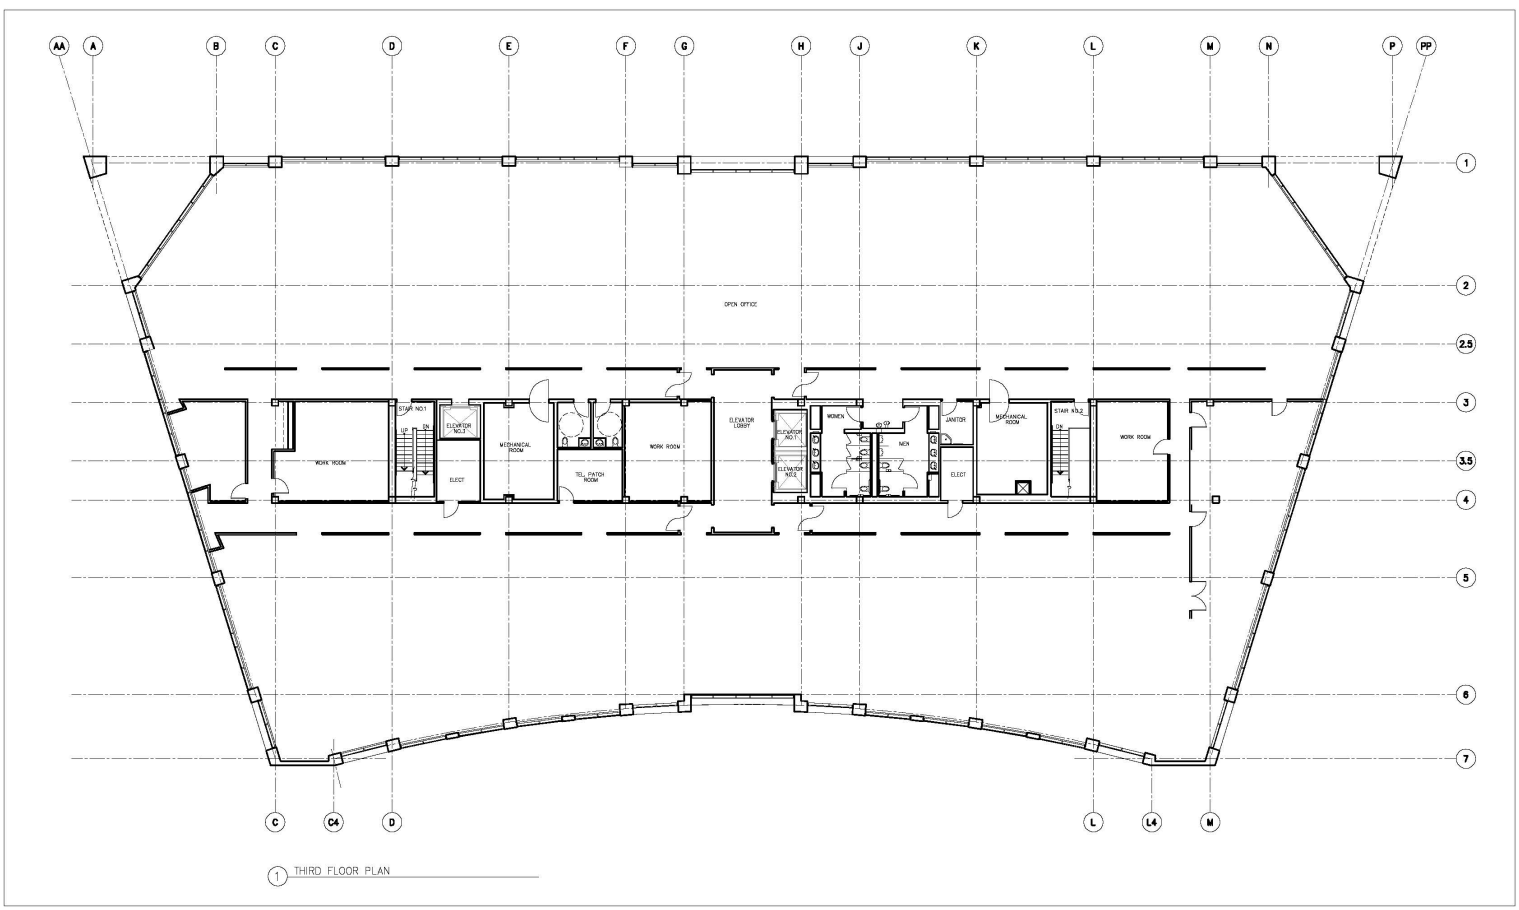 AA A B C D E F G H J K L M N P PP
1
2
OPEN OFFICE
2.5
3
STAIR NO.1
UP
DN
ELEVATOR
NO.3
MECHANICAL
ROOM
ELEVATOR
LOBBY
WOMEN
JANITOR
MECHANICAL
ROOM
STAIR NO.2
DN
ELEVATOR
NO.1
MEN
WORK ROOM
WORK ROOM
WORK ROOM
3.5
ELECT
TEL. PATCH
ROOM
ELEVATOR
NO.2
ELECT
4
5
6
7
C C4 D L L4 M
1 THIRD FLOOR PLAN